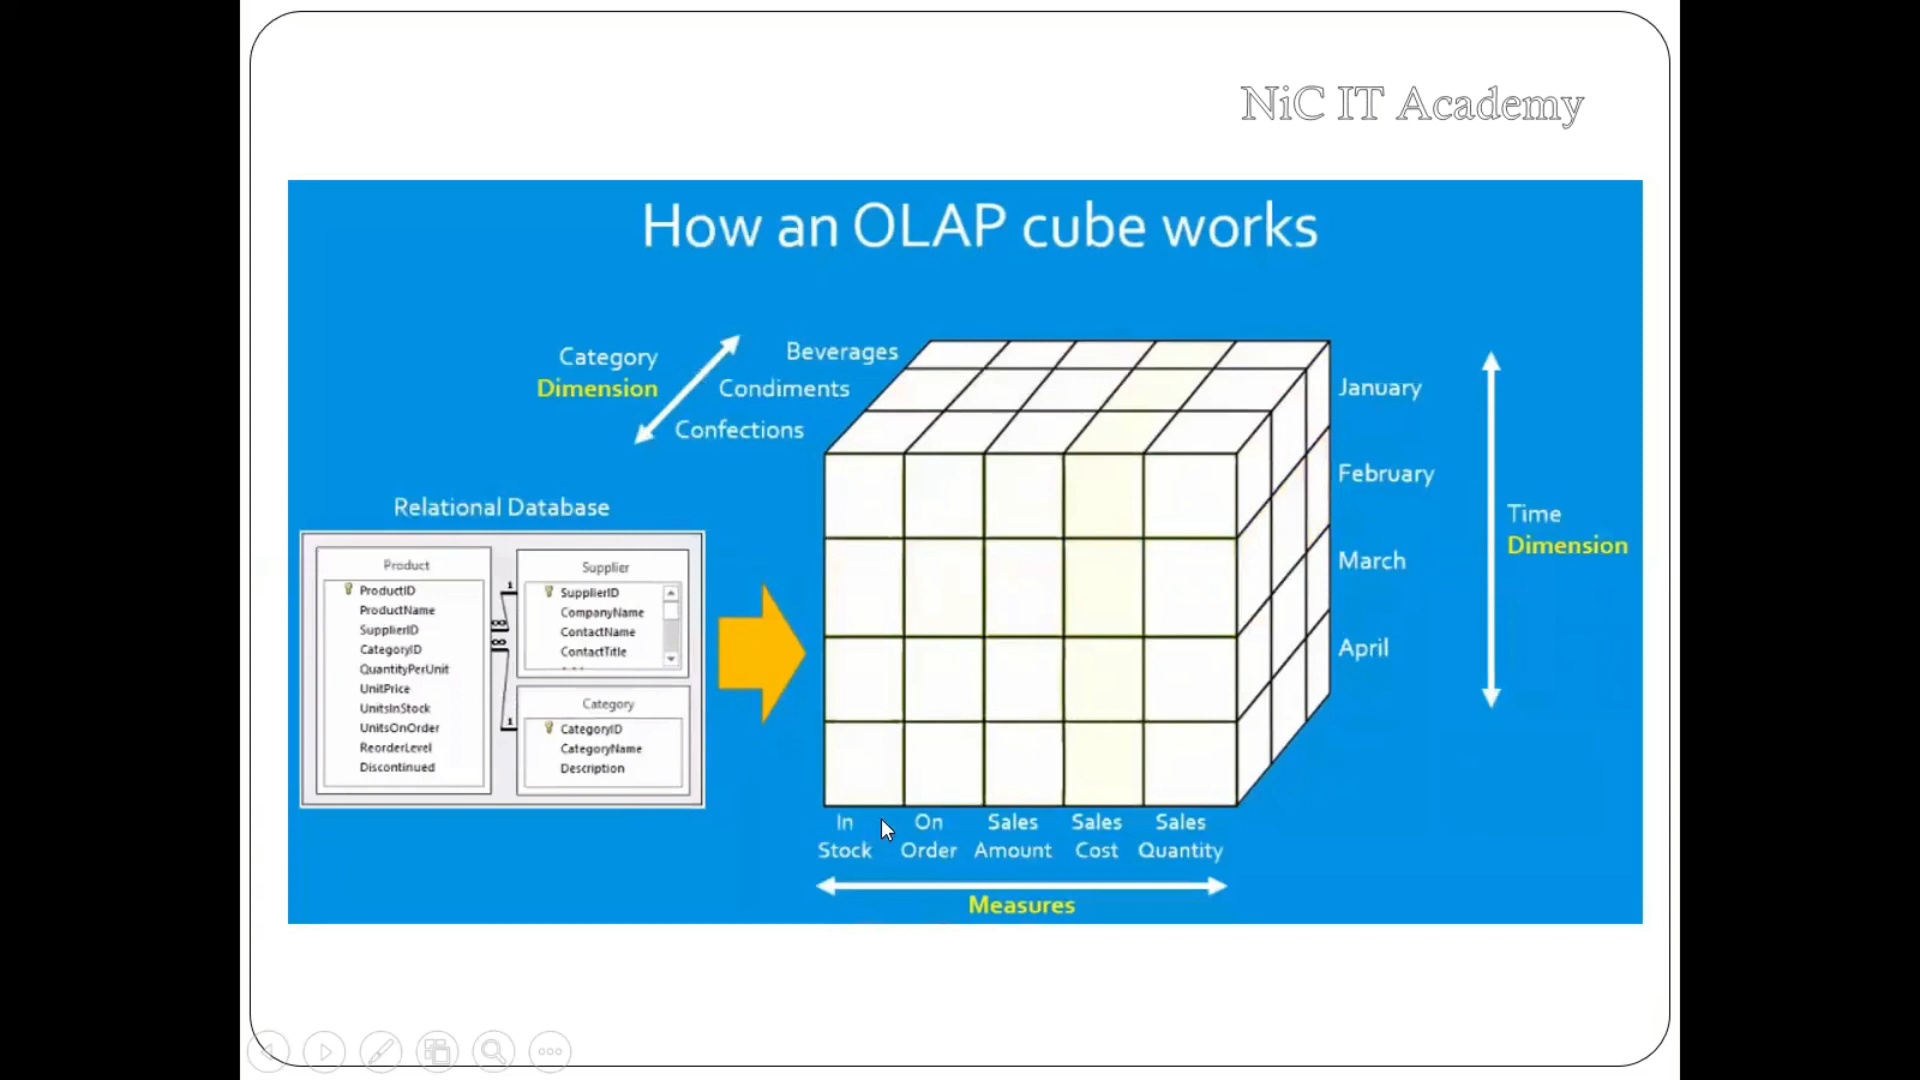 NiC IT Academy
How an OLAP cube works
Category
Dimension
Beverages
Condiments
Confections
January
February
March
April
Time
Dimension
Relational Database
Product
ProductID
ProductName
SupplierID
CategoryID
QuantityPerUnit
UnitPrice
UnitsInStock
UnitsOnOrder
ReorderLevel
Discontinued
1
∞
∞
1
Supplier
SupplierID
CompanyName
ContactName
ContactTitle
Category
CategoryID
CategoryName
Description
In Stock
On Order
Sales Amount
Sales Cost
Sales Quantity
Measures